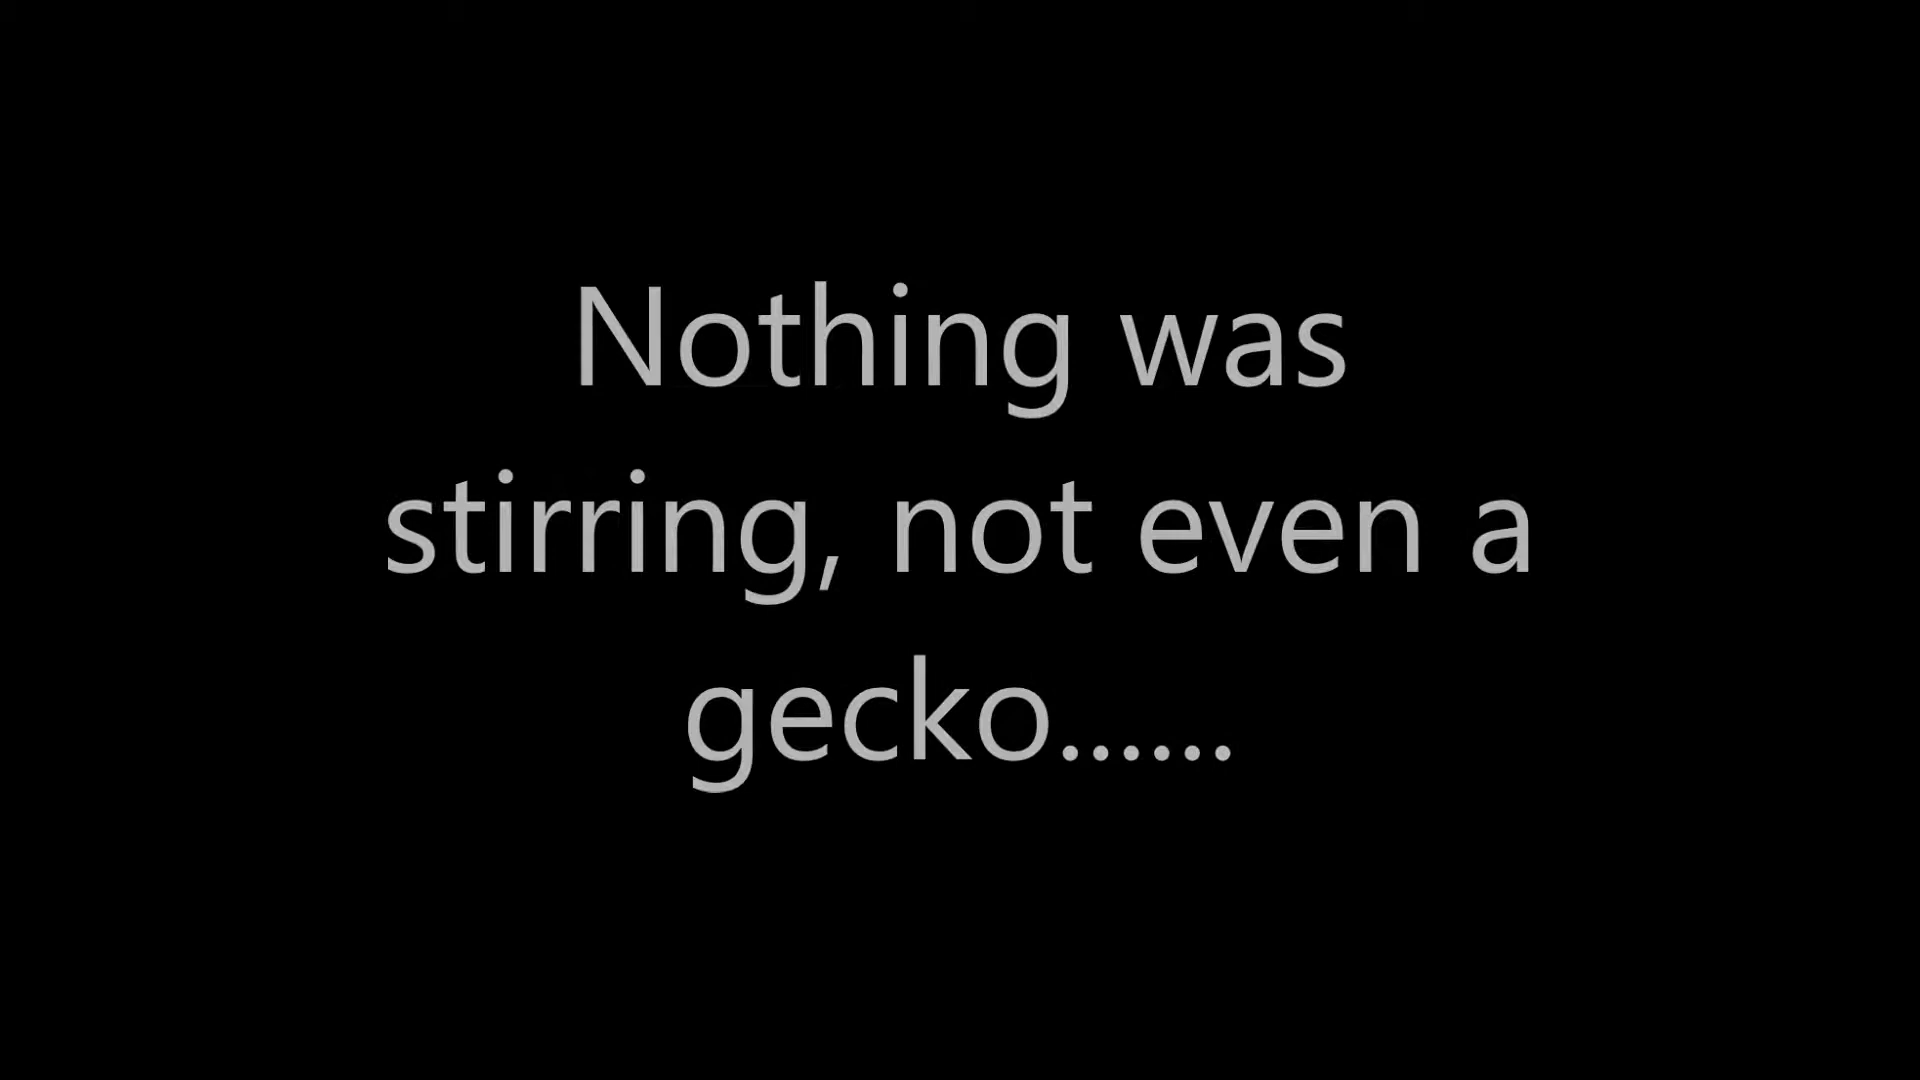 Nothing was
stirring, not even a
gecko......